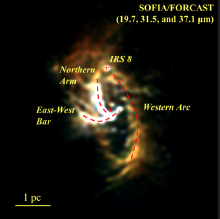 SOFIA/FORCAST
(19.7, 31.5, and 37.1 µm)
IRS 8
Northern
Arm
East-West
Bar
Western Arc
1 pc